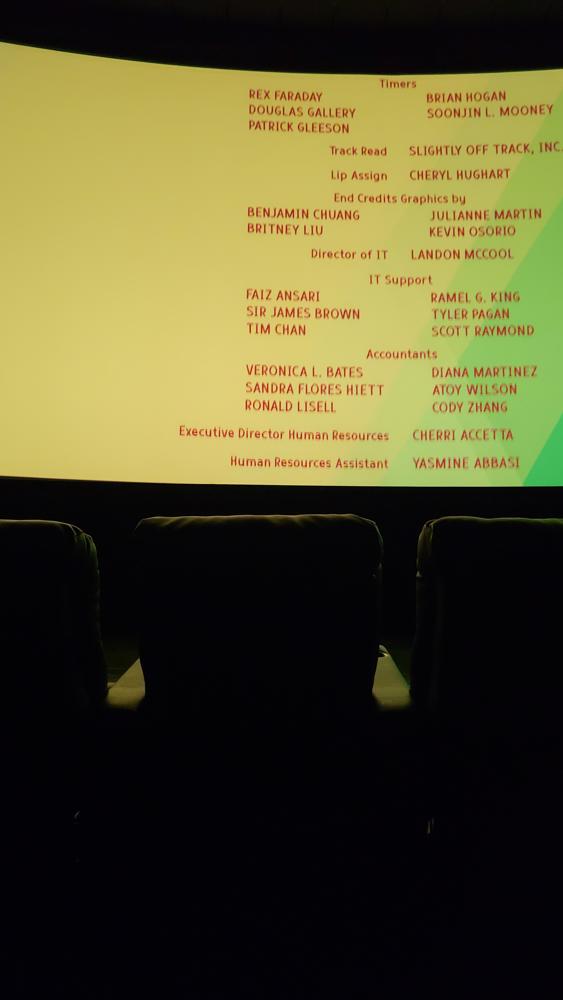 Timers
REX FARADAY BRIAN HOGAN
DOUGLAS GALLERY SOONJIN L. MOONEY
PATRICK GLEESON
Track Read SLIGHTLY OFF TRACK, INC.
Lip Assign CHERYL HUGHART
End Credits Graphics by
BENJAMIN CHUANG JULIANNE MARTIN
BRITNEY LIU KEVIN OSORIO
Director of IT LANDON MCCOOL
IT Support
FAIZ ANSARI RAMEL G. KING
SIR JAMES BROWN TYLER PAGAN
TIM CHAN SCOTT RAYMOND
Accountants
VERONICA L. BATES DIANA MARTINEZ
SANDRA FLORES HIETT ATOY WILSON
RONALD LISELL CODY ZHANG
Executive Director Human Resources CHERRI ACCETTA
Human Resources Assistant YASMINE ABBASI